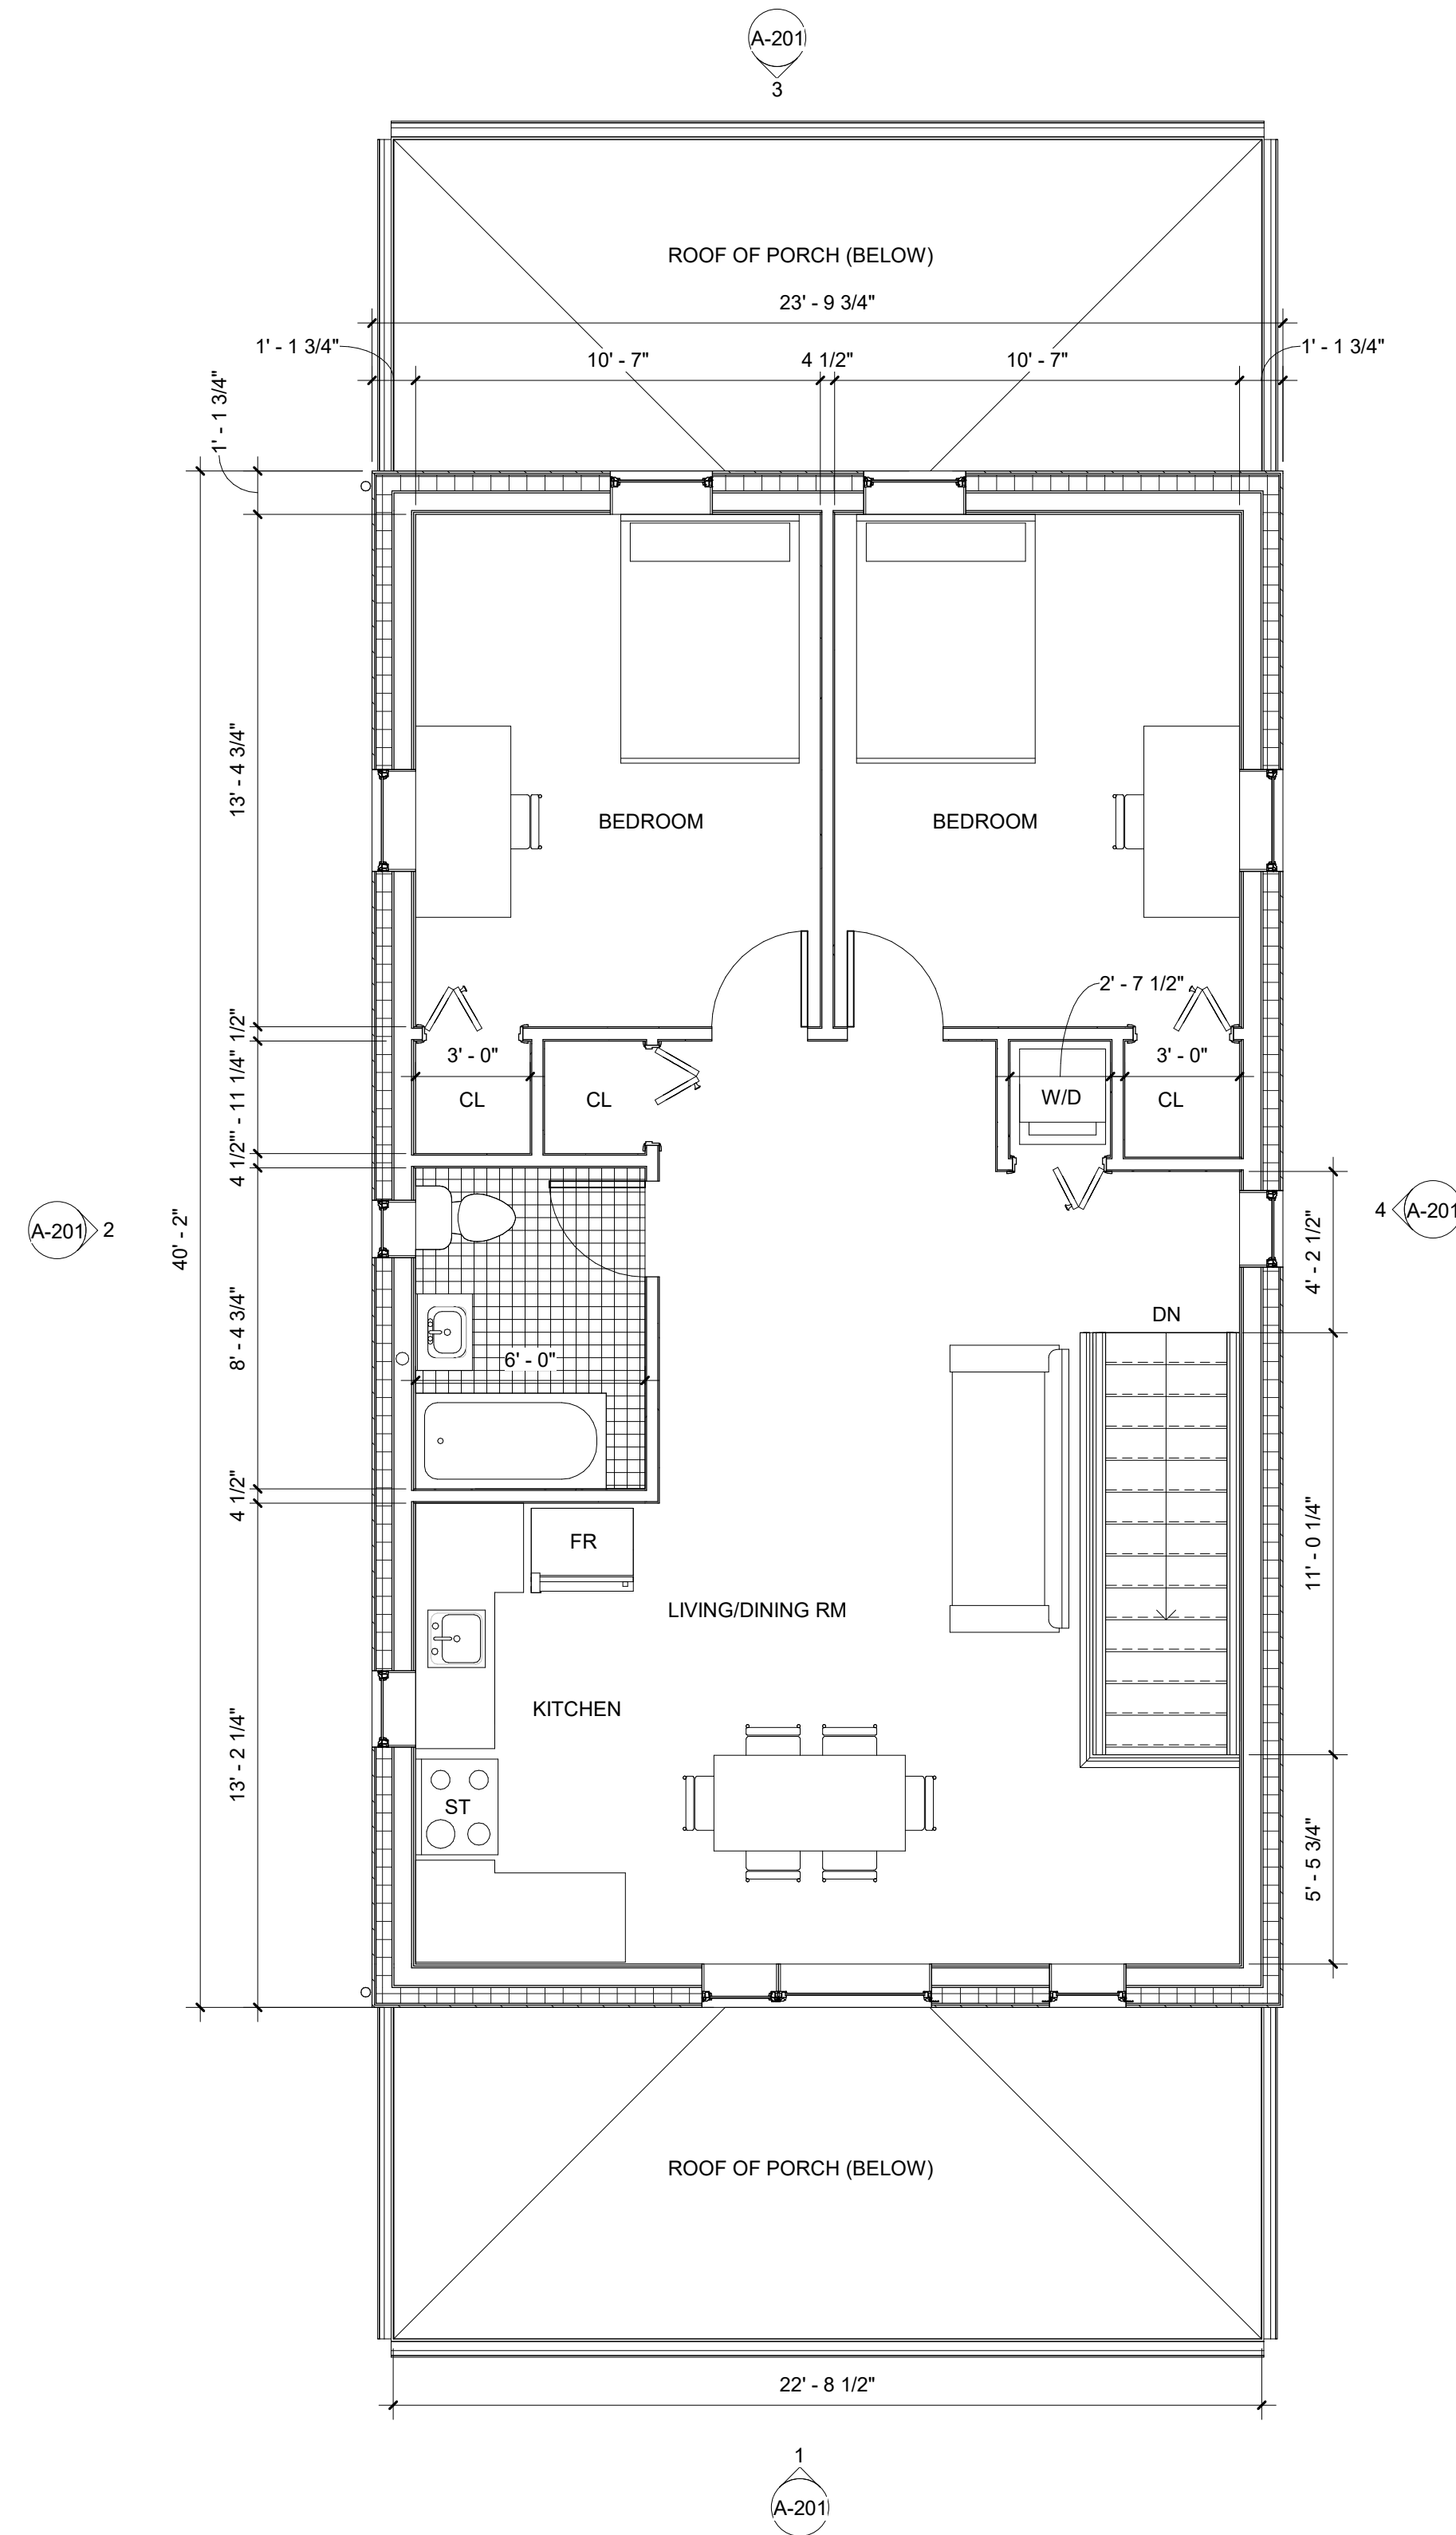 A-201
3
ROOF OF PORCH (BELOW)
23' - 9 3/4"
1' - 1 3/4"
10' - 7"
4 1/2"
10' - 7"
1' - 1 3/4"
1' - 1 3/4"
13' - 4 3/4"
BEDROOM
BEDROOM
2' - 7 1/2"
3' - 0"
3' - 0"
CL
CL
W/D
CL
1/2"
' - 11 1/4"
4 1/2"
40' - 2"
A-201
2
4
A-201
4' - 2 1/2"
8' - 4 3/4"
DN
6' - 0"
4 1/2"
FR
11' - 0 1/4"
LIVING/DINING RM
KITCHEN
13' - 2 1/4"
ST
5' - 5 3/4"
ROOF OF PORCH (BELOW)
22' - 8 1/2"
1
A-201